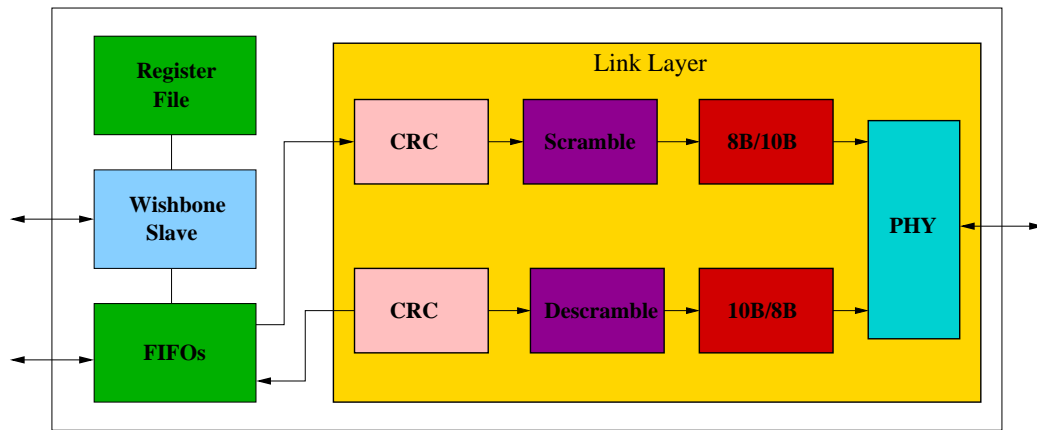 Register
File
Wishbone
Slave
FIFOs
Link Layer
CRC
Scramble
8B/10B
CRC
Descramble
10B/8B
PHY